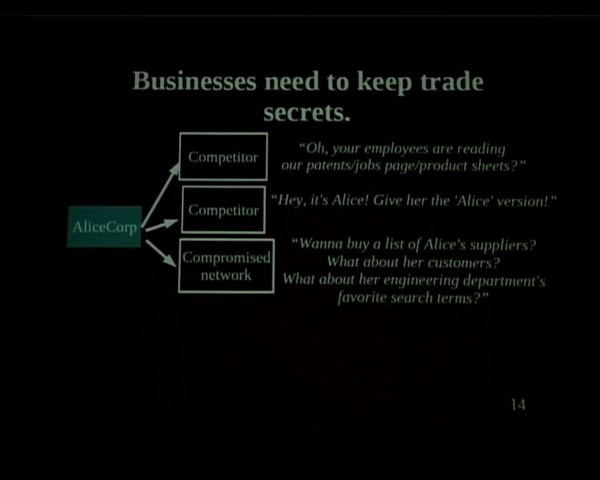 Businesses need to keep trade
secrets.
Competitor
“Oh, your employees are reading
our patents/jobs page/product sheets?”
AliceCorp
Competitor
“Hey, it's Alice! Give her the 'Alice' version!”
Compromised
network
“Wanna buy a list of Alice's suppliers?
What about her customers?
What about her engineering department's
favorite search terms?”
14